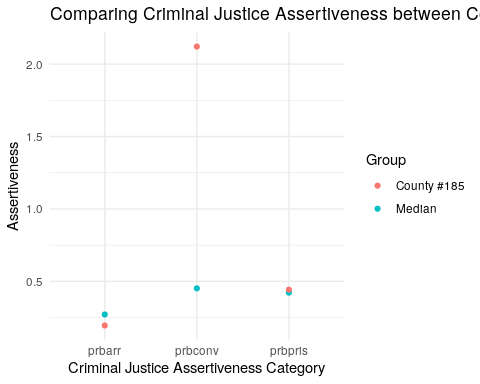 Comparing Criminal Justice Assertiveness between
2.0
1.5
1.0
0.5
Assertiveness
prbarr prbconv prbpris
Criminal Justice Assertiveness Category
Group
County #185
Median